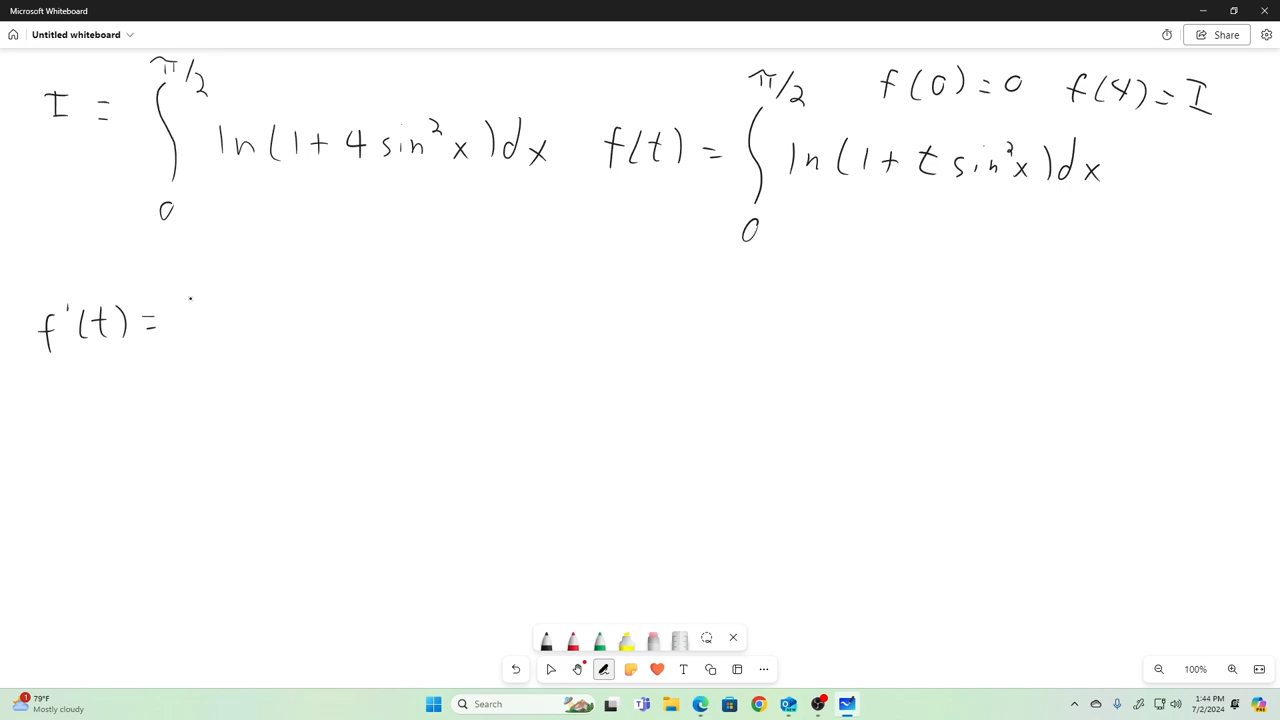 Microsoft Whiteboard
Untitled whiteboard
Share
I = ∫₀^{π/2} ln(1+4 sin²x)dx f(t) = ∫₀^{π/2} ln(1+t sin²x)dx
f(0)=0 f(4)=I
f'(t) =
100%
79°F
Mostly cloudy
Search
1:44 PM
7/2/2024